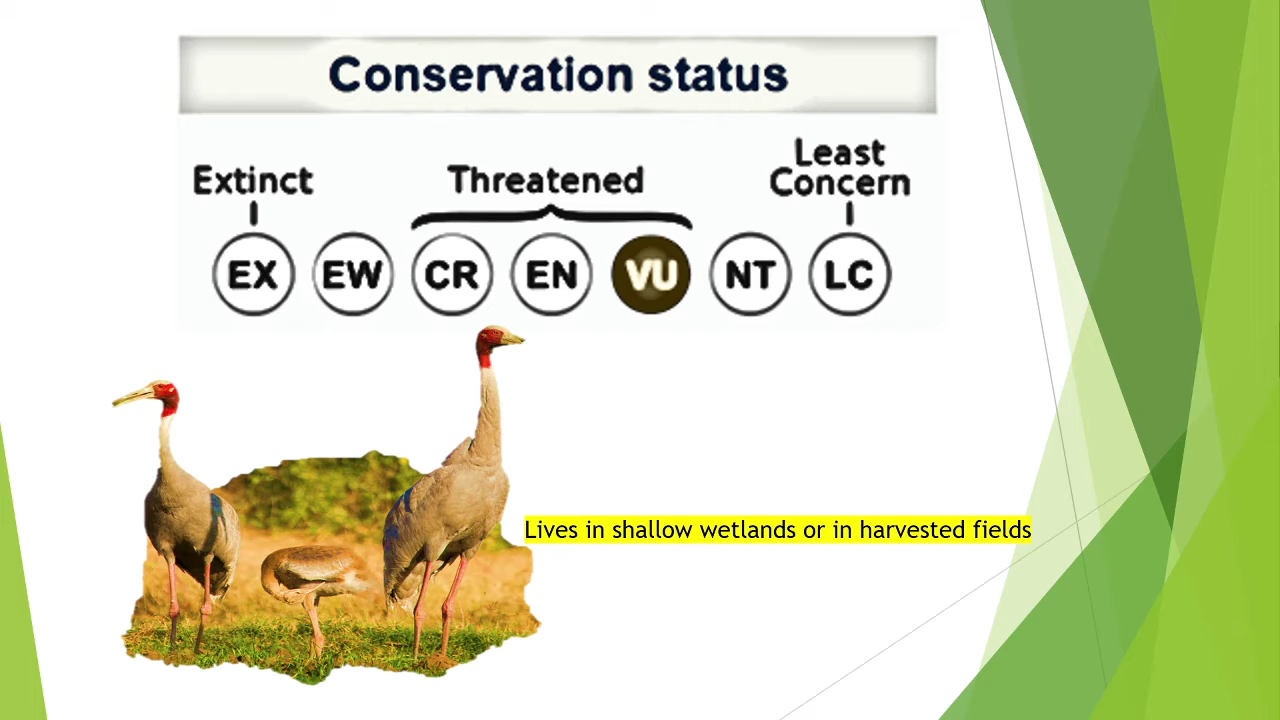 Conservation status
Extinct
Threatened
Least
Concern
EX EW CR EN VU NT LC
Lives in shallow wetlands or in harvested fields